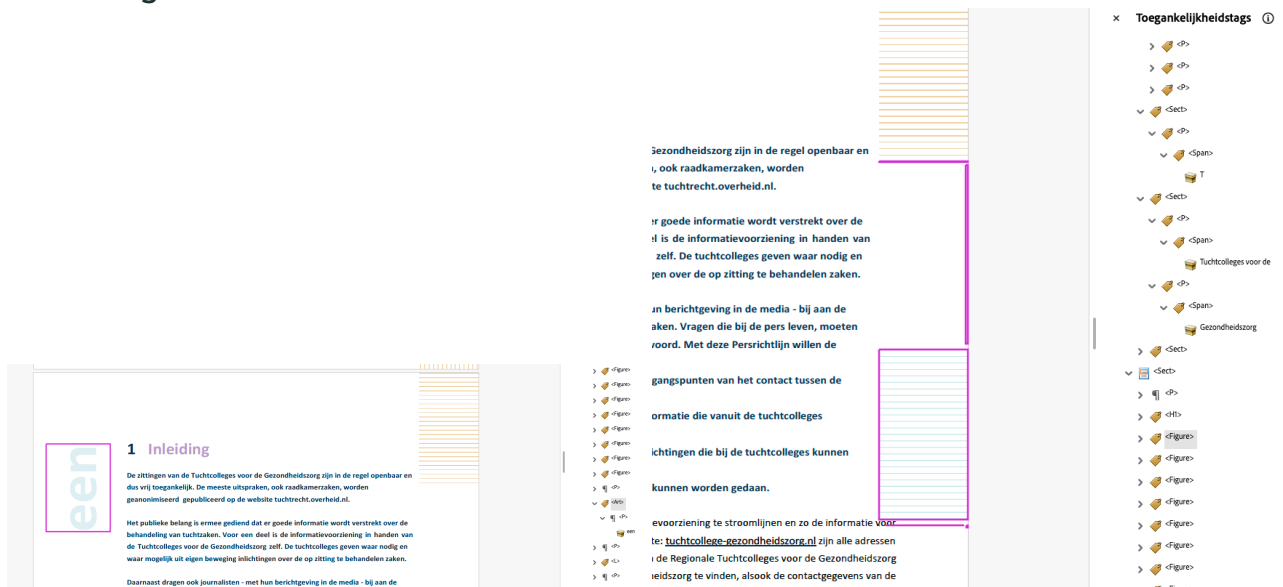 g
Gezondheidszorg zijn in de regel openbaar en
, ook raadkamerzaken, worden
te tuchtrecht.overheid.nl.
er goede informatie wordt verstrekt over de
el is de informatievoorziening in handen van
zelf. De tuchtcolleges geven waar nodig en
gen over de op zitting te behandelen zaken.
un berichtgeving in de media - bij aan de
aken. Vragen die bij de pers leven, moeten
voord. Met deze Persrichtlijn willen de
gangspunten van het contact tussen de
ormatie die vanuit de tuchtcolleges
ichtingen die bij de tuchtcolleges kunnen
kunnen worden gedaan.
evoorziening te stroomlijnen en zo de informatie voor
te: tuchtcollege-gezondheidszorg.nl zijn alle adressen
de Regionale Tuchtcolleges voor de Gezondheidszorg
heidszorg te vinden, alsook de contactgegevens van de
× Toegankelijkheidstags
<P>
<P>
<P>
<Sect>
<P>
<Span>
T
<Sect>
<P>
<Span>
Tuchtcolleges voor de
<P>
<Span>
Gezondheidszorg
<Sect>
<Sect>
<P>
<H1>
<Figure>
<Figure>
<Figure>
<Figure>
<Figure>
<Figure>
<Figure>
een
1 Inleiding
De zittingen van de Tuchtcolleges voor de Gezondheidszorg zijn in de regel openbaar en
dus vrij toegankelijk. De meeste uitspraken, ook raadkamerzaken, worden
geanonimiseerd gepubliceerd op de website tuchtrecht.overheid.nl.
Het publieke belang is ermee gediend dat er goede informatie wordt verstrekt over de
behandeling van tuchtzaken. Voor een deel is de informatievoorziening in handen van
de Tuchtcolleges voor de Gezondheidszorg zelf. De tuchtcolleges geven waar nodig en
waar mogelijk uit eigen beweging inlichtingen over de op zitting te behandelen zaken.
Daarnaast dragen ook journalisten - met hun berichtgeving in de media - bij aan de
<Figure>
<Figure>
<Figure>
<Figure>
<Figure>
<Figure>
<Figure>
<Figure>
<P>
<Art>
<P>
een
<P>
<L>
<P>